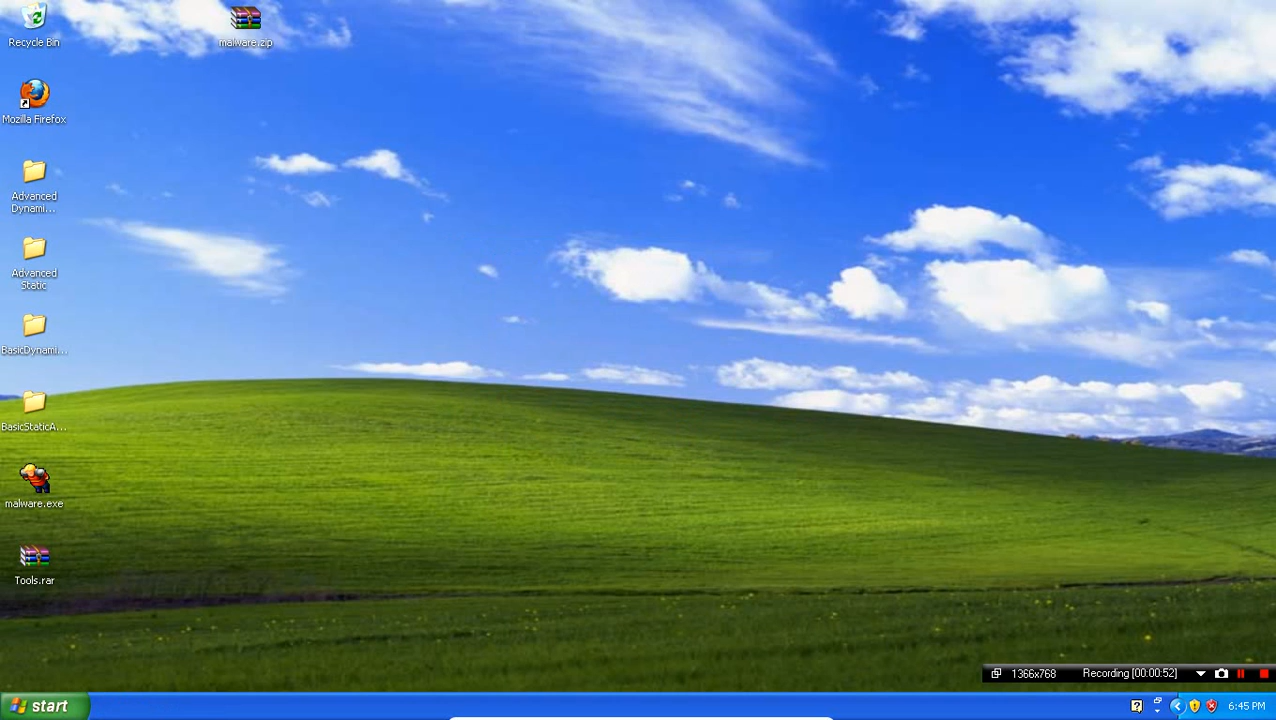 Recycle Bin
malware.zip
Mozilla Firefox
Advanced
Dynami...
Advanced
Static
BasicDynami...
BasicStaticA...
malware.exe
Tools.rar
1366x768
Recording [00:00:52]
start
6:45 PM